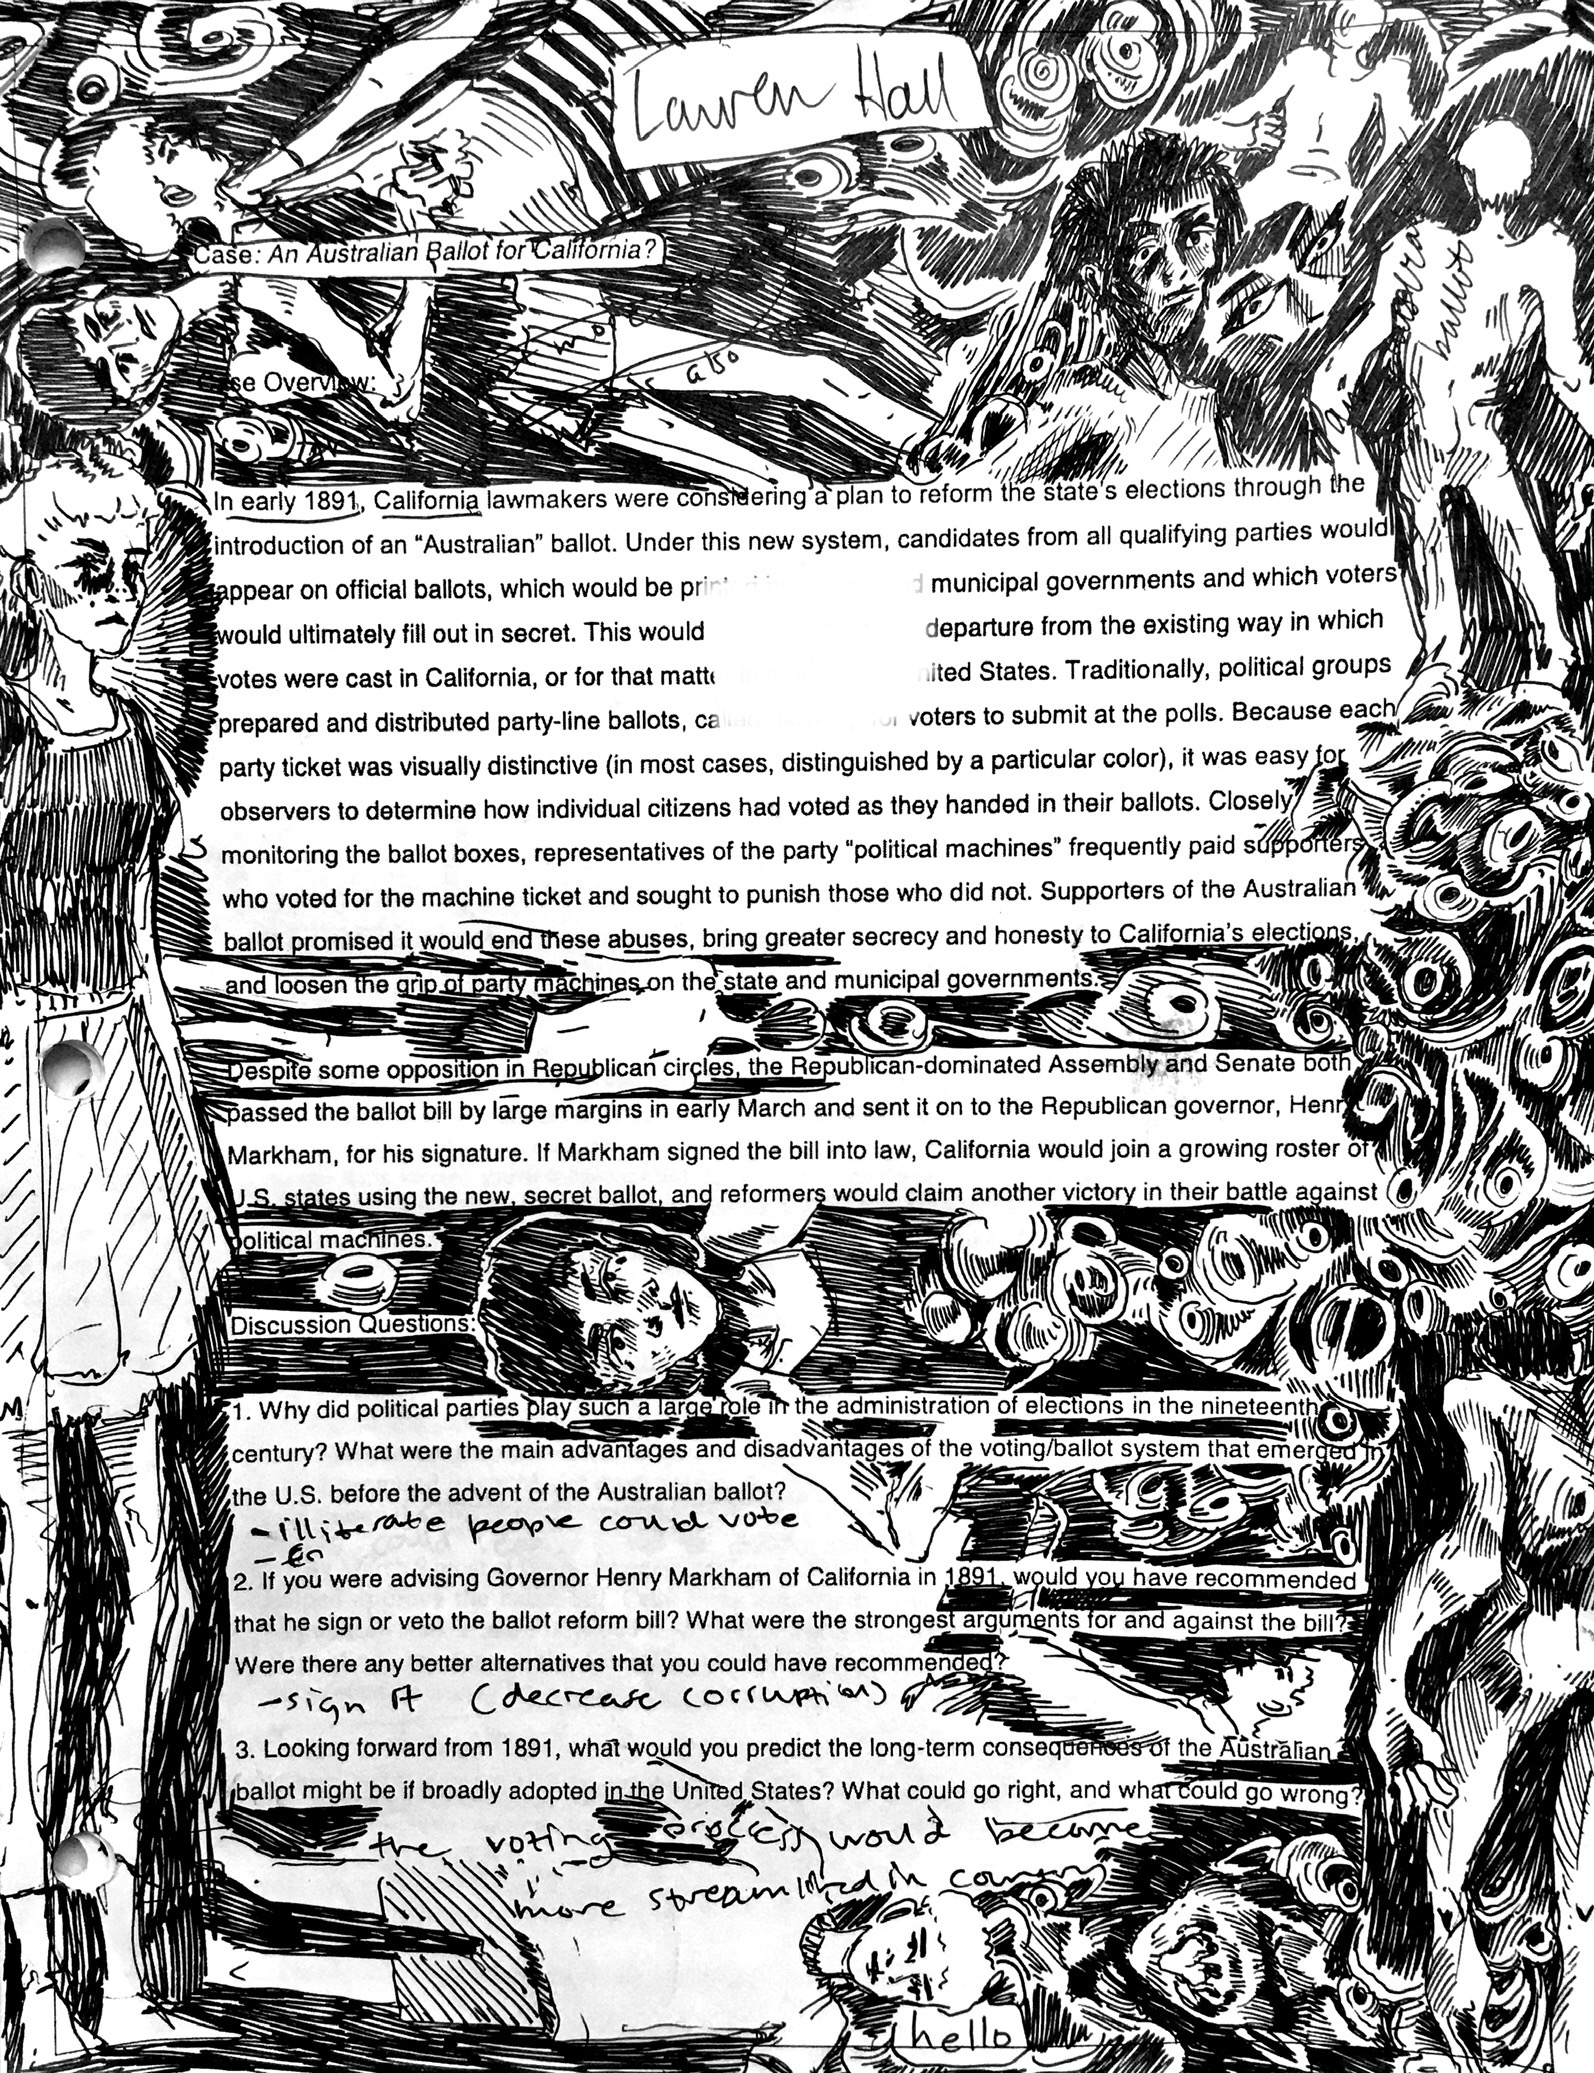 Lauren Hall
Case: An Australian Ballot for California?
ballot
also
Case Overview:
In early 1891, California lawmakers were considering a plan to reform the state's elections through the
introduction of an "Australian" ballot. Under this new system, candidates from all qualifying parties would
appear on official ballots, which would be municipal governments and which voters
would ultimately fill out in secret. This would departure from the existing way in which
votes were cast in California, or for that States. Traditionally, political groups
prepared and distributed party-line ballots, voters to submit at the polls. Because each
party ticket was visually distinctive (in most cases, distinguished by a particular color), it was easy for
observers to determine how individual citizens had voted as they handed in their ballots. Closely
monitoring the ballot boxes, representatives of the party "political machines" frequently paid supporters
who voted for the machine ticket and sought to punish those who did not. Supporters of the Australian
ballot promised it would end these abuses, bring greater secrecy and honesty to California's elections,
and loosen the grip of party machines on the state and municipal governments.
Despite some opposition in Republican circles, the Republican-dominated Assembly and Senate both
passed the ballot bill by large margins in early March and sent it on to the Republican governor, Henry
Markham, for his signature. If Markham signed the bill into law, California would join a growing roster of
U.S. states using the new, secret ballot, and reformers would claim another victory in their battle against
political machines.
Discussion Questions:
1. Why did political parties play such a large role in the administration of elections in the nineteenth
century? What were the main advantages and disadvantages of the voting/ballot system that emerged in
the U.S. before the advent of the Australian ballot?
- illiterate people could vote
2. If you were advising Governor Henry Markham of California in 1891, would you have recommended
that he sign or veto the ballot reform bill? What were the strongest arguments for and against the bill?
Were there any better alternatives that you could have recommended?
- sign it (decrease corruption)
3. Looking forward from 1891, what would you predict the long-term consequences of the Australian
ballot might be if broadly adopted in the United States? What could go right, and what could go wrong?
the voting process would become
more streamlined in
hello